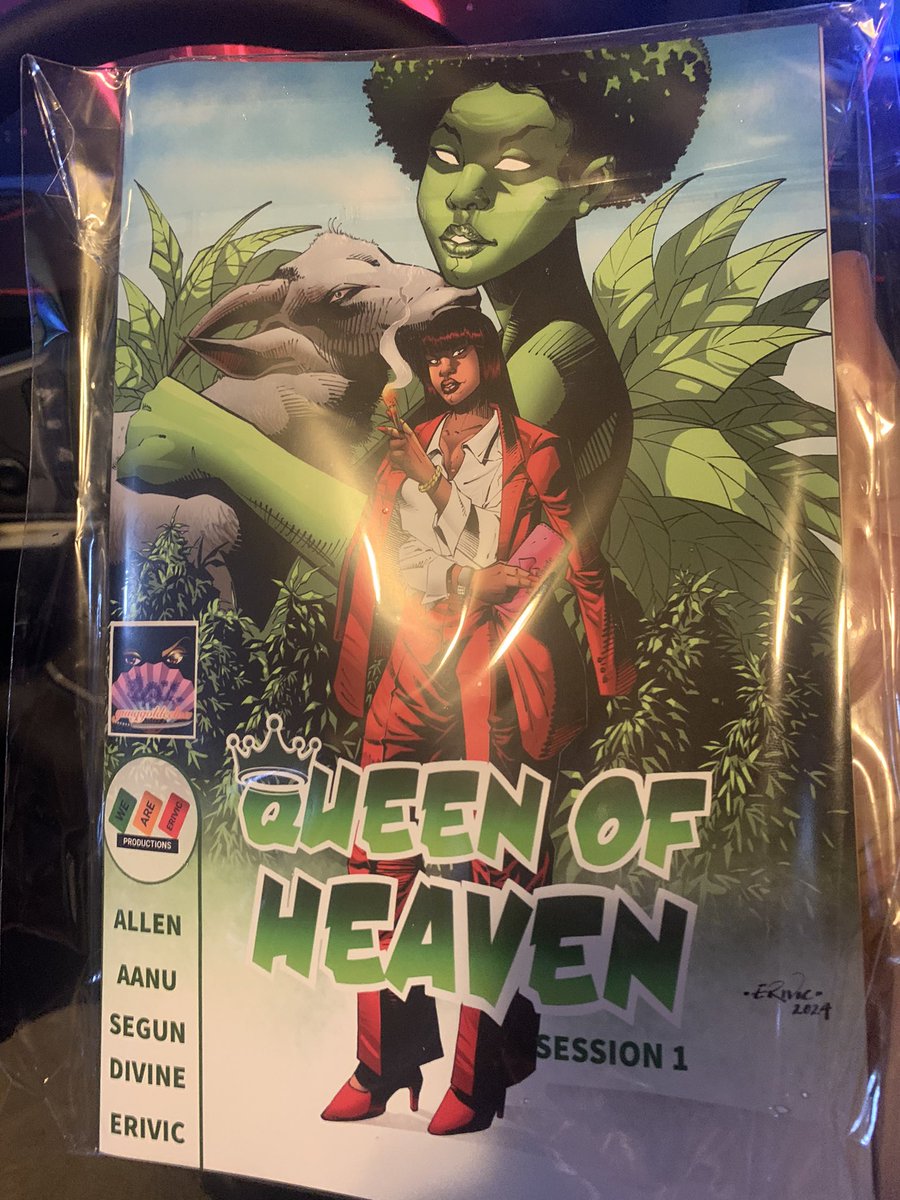 WE
ARE
ERIVIC
PRODUCTIONS
ALLEN
AANU
SEGUN
DIVINE
ERIVIC
QUEEN OF
HEAVEN
SESSION 1
ERIVIC
2024